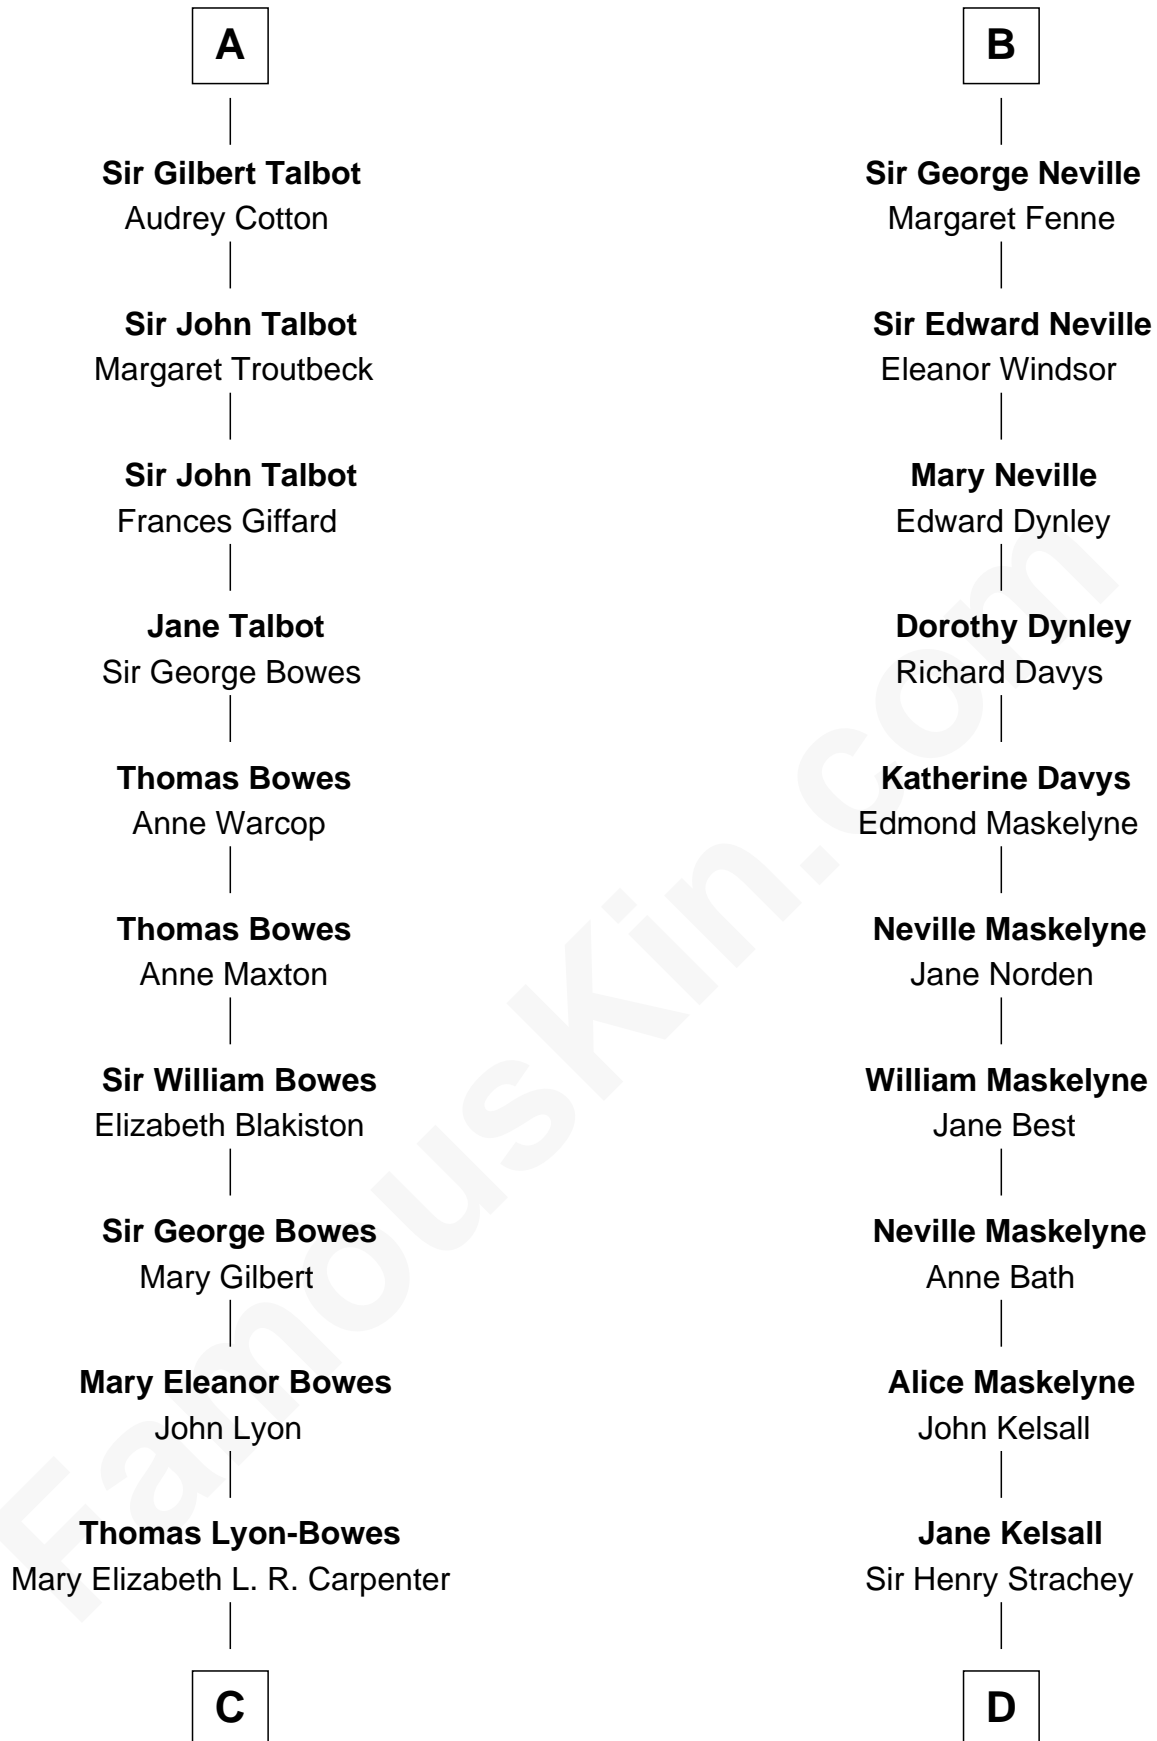 A
Sir Gilbert Talbot
Audrey Cotton
Sir John Talbot
Margaret Troutbeck
Sir John Talbot
Frances Giffard
Jane Talbot
Sir George Bowes
Thomas Bowes
Anne Warcop
Thomas Bowes
Anne Maxton
Sir William Bowes
Elizabeth Blakiston
Sir George Bowes
Mary Gilbert
Mary Eleanor Bowes
John Lyon
Thomas Lyon-Bowes
Mary Elizabeth L. R. Carpenter
C
B
Sir George Neville
Margaret Fenne
Sir Edward Neville
Eleanor Windsor
Mary Neville
Edward Dynley
Dorothy Dynley
Richard Davys
Katherine Davys
Edmond Maskelyne
Neville Maskelyne
Jane Norden
William Maskelyne
Jane Best
Neville Maskelyne
Anne Bath
Alice Maskelyne
John Kelsall
Jane Kelsall
Sir Henry Strachey
D
FamousKin.com